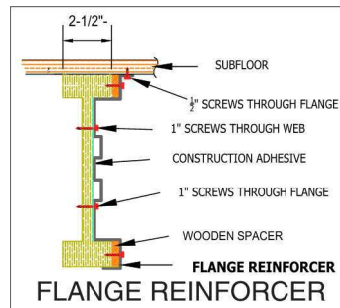 2-1/2"-
SUBFLOOR
½" SCREWS THROUGH FLANGE
1" SCREWS THROUGH WEB
CONSTRUCTION ADHESIVE
1" SCREWS THROUGH FLANGE
WOODEN SPACER
FLANGE REINFORCER
FLANGE REINFORCER